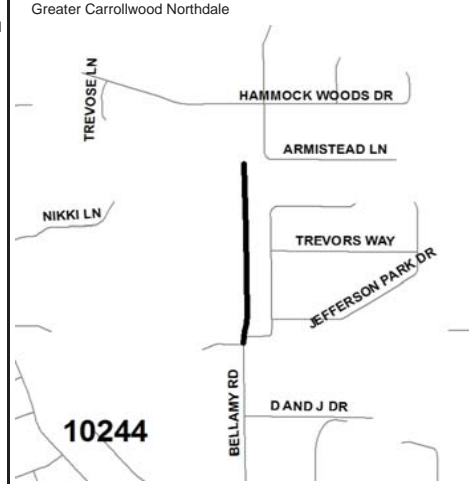 Greater Carrollwood Northdale
TREVOSE LN
HAMMOCK WOODS DR
ARMISTEAD LN
NIKKI LN
TREVORS WAY
JEFFERSON PARK DR
BELLAMY RD
D AND J DR
10244